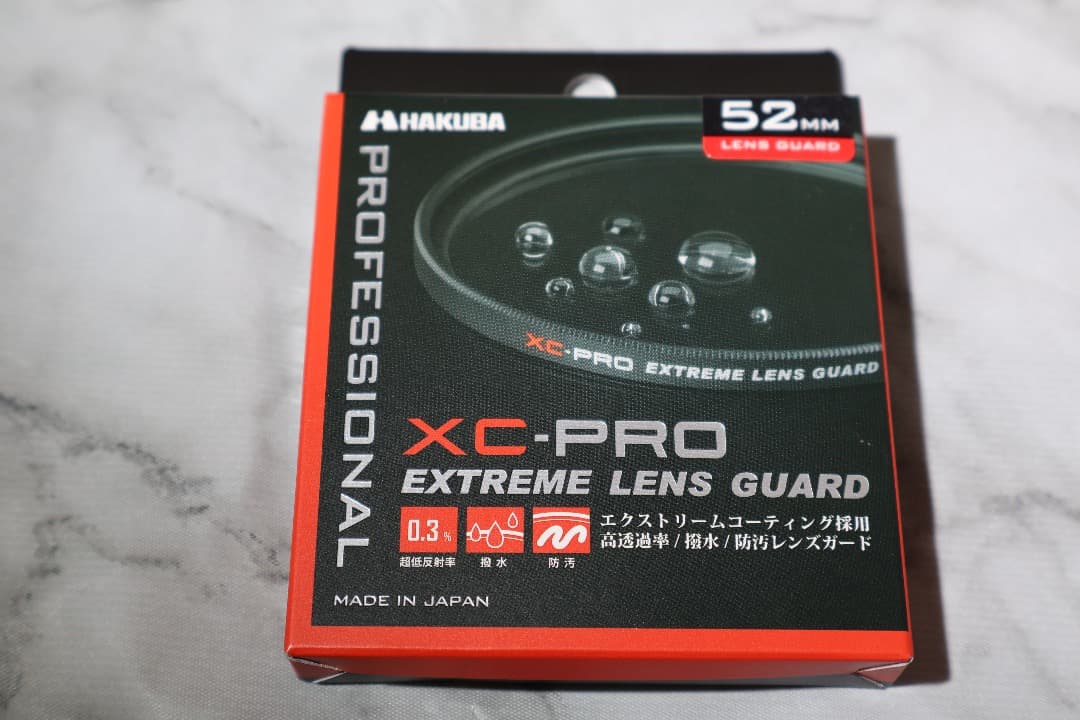 HAKUBA
52MM
LENS GUARD
PROFESSIONAL
XC-PRO EXTREME LENS GUARD
XC-PRO
EXTREME LENS GUARD
0.3%
超低反射率
撥水
防汚
エクストリームコーティング採用
高透過率/撥水/防汚レンズガード
MADE IN JAPAN